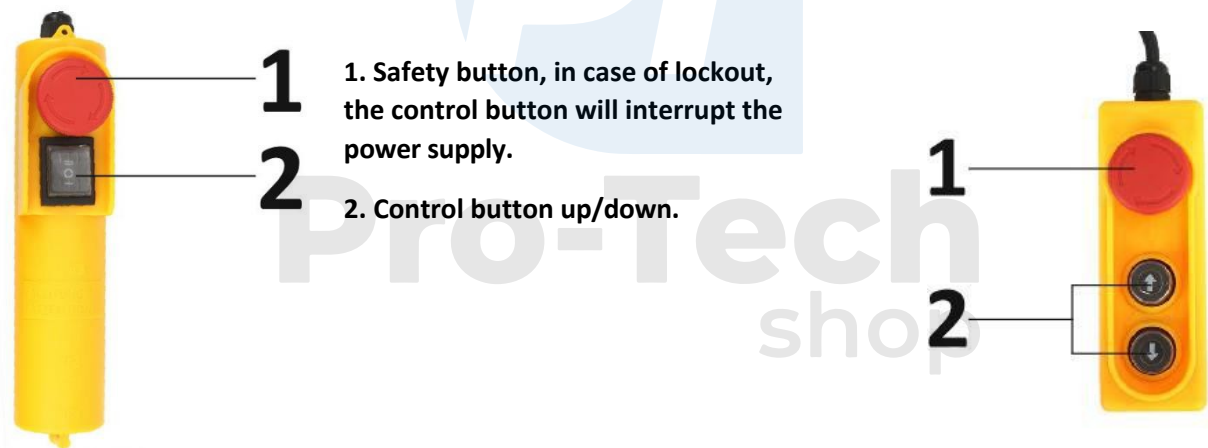 1
2
1. Safety button, in case of lockout,
the control button will interrupt the
power supply.
2. Control button up/down.
Pro-Tech
shop
1
2